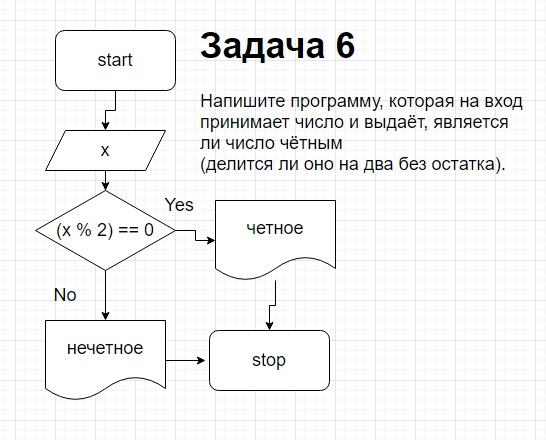 Задача 6
start
Напишите программу, которая на вход
принимает число и выдаёт, является
ли число чётным
(делится ли оно на два без остатка).
x
(x % 2) == 0
Yes
четное
No
нечетное
stop